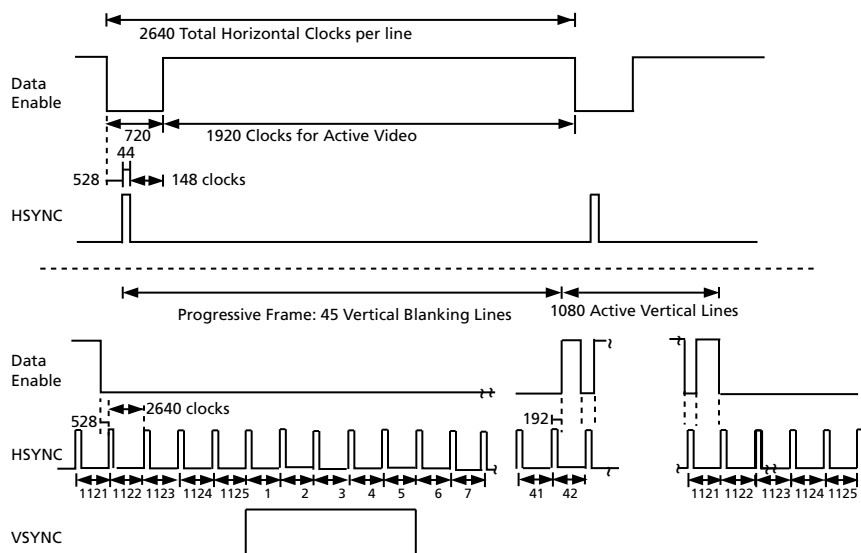 2640 Total Horizontal Clocks per line
Data
Enable
720
1920 Clocks for Active Video
44
528
148 clocks
HSYNC
Progressive Frame: 45 Vertical Blanking Lines
1080 Active Vertical Lines
Data
Enable
528
2640 clocks
192
HSYNC
1121 1122 1123 1124 1125 1 2 3 4 5 6 7 41 42 1121 1122 1123 1124 1125
VSYNC